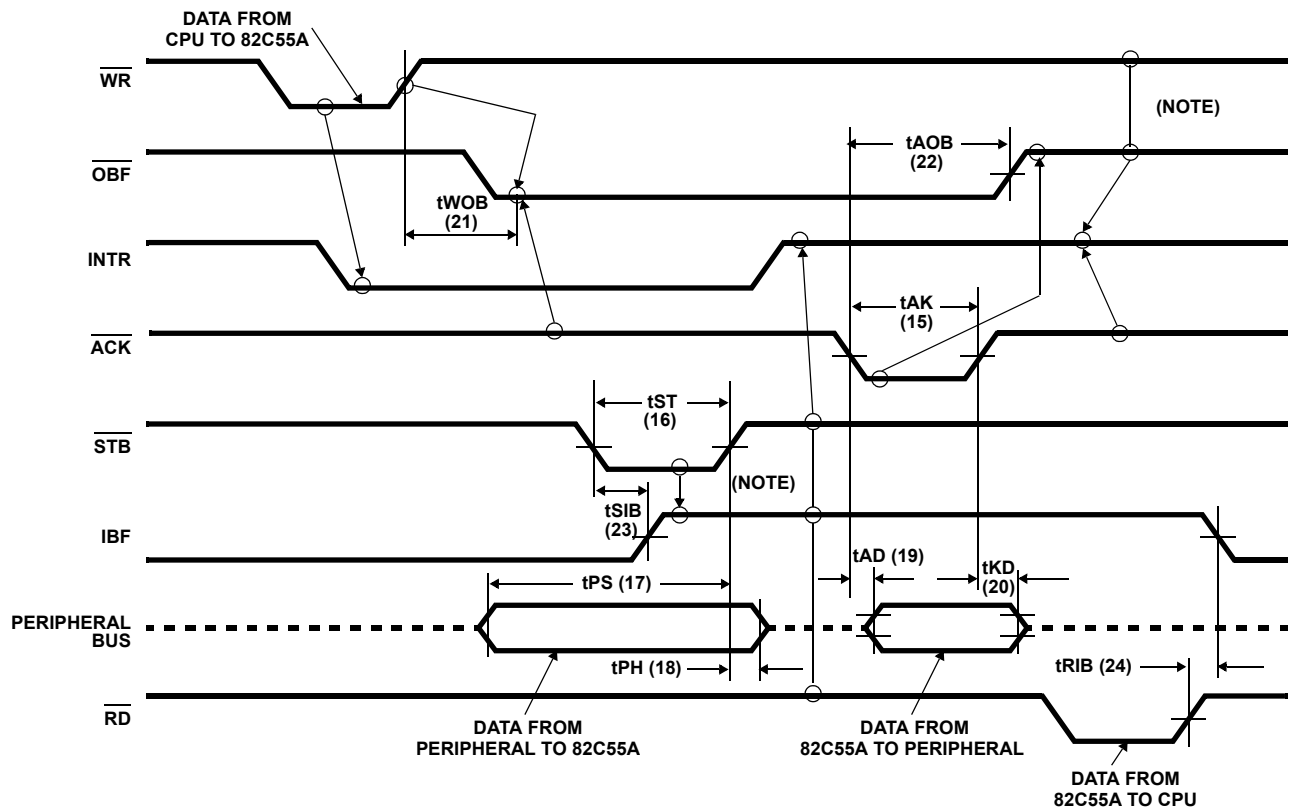 DATA FROM
CPU TO 82C55A
WR
(NOTE)
tAOB
(22)
OBF
tWOB
(21)
INTR
tAK
(15)
ACK
tST
(16)
STB
(NOTE)
tSIB
(23)
IBF
tAD (19)
tKD
(20)
tPS (17)
PERIPHERAL
BUS
tPH (18)
tRIB (24)
RD
DATA FROM
PERIPHERAL TO 82C55A
DATA FROM
82C55A TO PERIPHERAL
DATA FROM
82C55A TO CPU